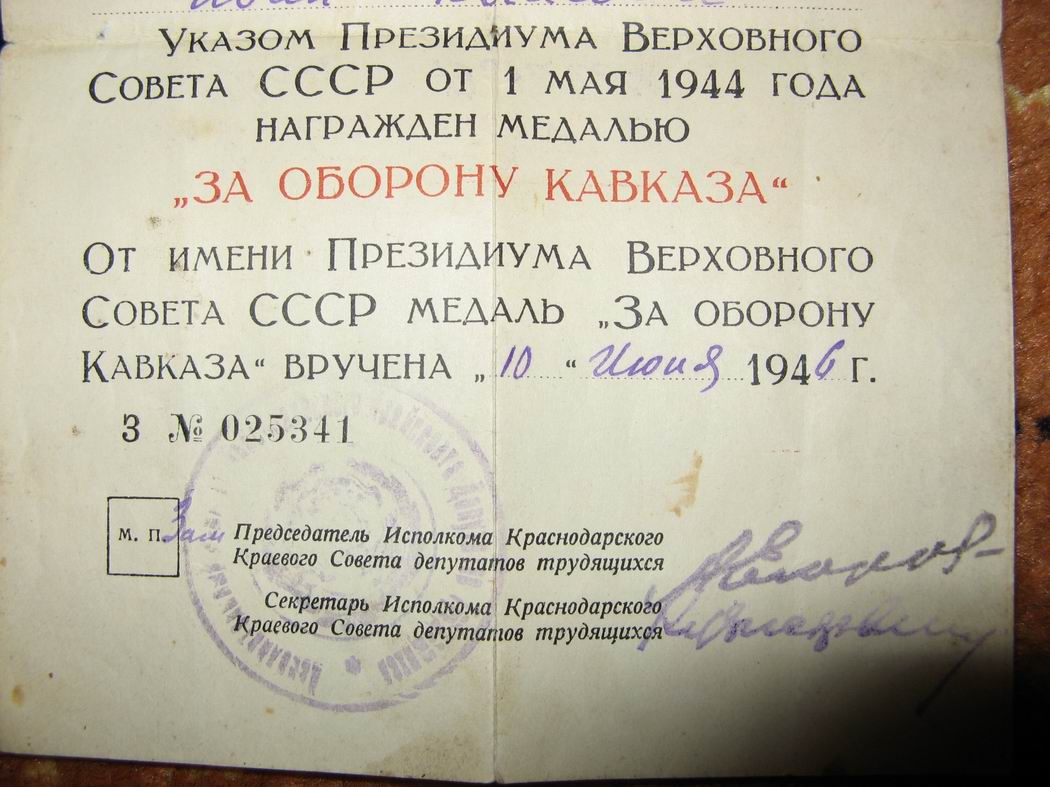 Указом Президиума Верховного
Совета СССР от 1 мая 1944 года
награжден медалью
„ЗА ОБОРОНУ КАВКАЗА“
От имени Президиума Верховного
Совета СССР медаль „За оборону
Кавказа“ вручена „10“ Июня 1946 г.
З № 025341
м. п. Зам Председатель Исполкома Краснодарского
Краевого Совета депутатов трудящихся
Секретарь Исполкома Краснодарского
Краевого Совета депутатов трудящихся